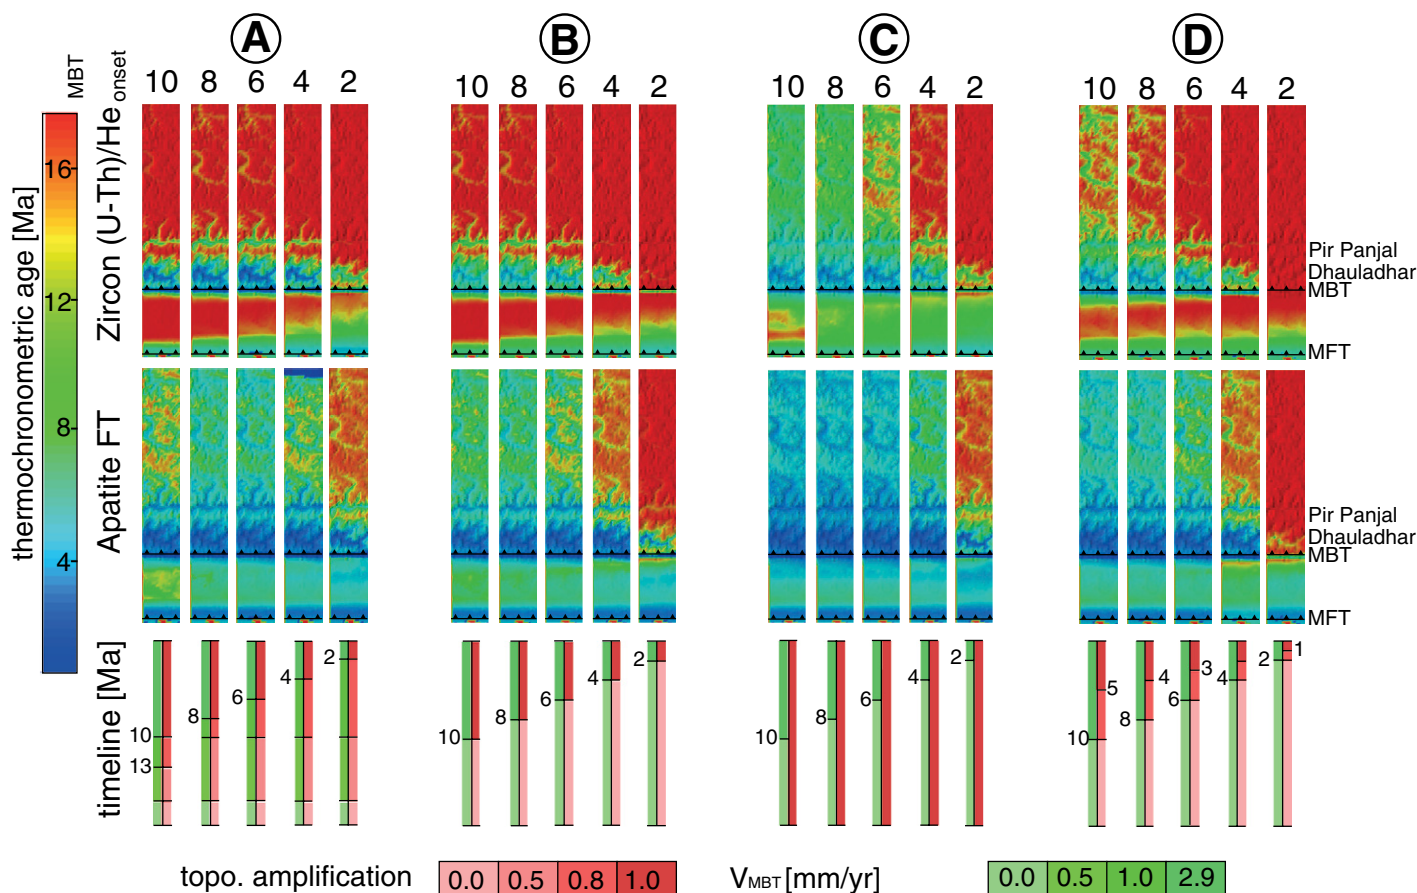 A B C D
MBT onset
10 8 6 4 2
10 8 6 4 2
10 8 6 4 2
10 8 6 4 2
thermochronometric age [Ma]
16
12
8
4
Zircon (U-Th)/He
Pir Panjal
Dhauladhar
MBT
MFT
Apatite FT
Pir Panjal
Dhauladhar
MBT
MFT
timeline [Ma]
10 13 8 6 4 2
10 8 6 4 2
10 8 6 4 2
10 5 8 4 6 3 4 2 1
topo. amplification 0.0 0.5 0.8 1.0
VMBT [mm/yr] 0.0 0.5 1.0 2.9